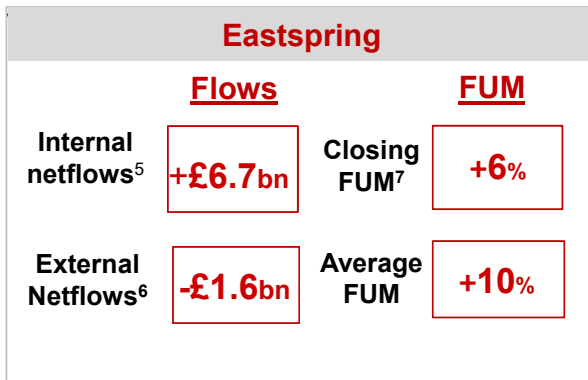 Eastspring
Flows FUM
Internal
netflows⁵
+£6.7bn
Closing
FUM⁷
+6%
External
Netflows⁶
-£1.6bn
Average
FUM
+10%